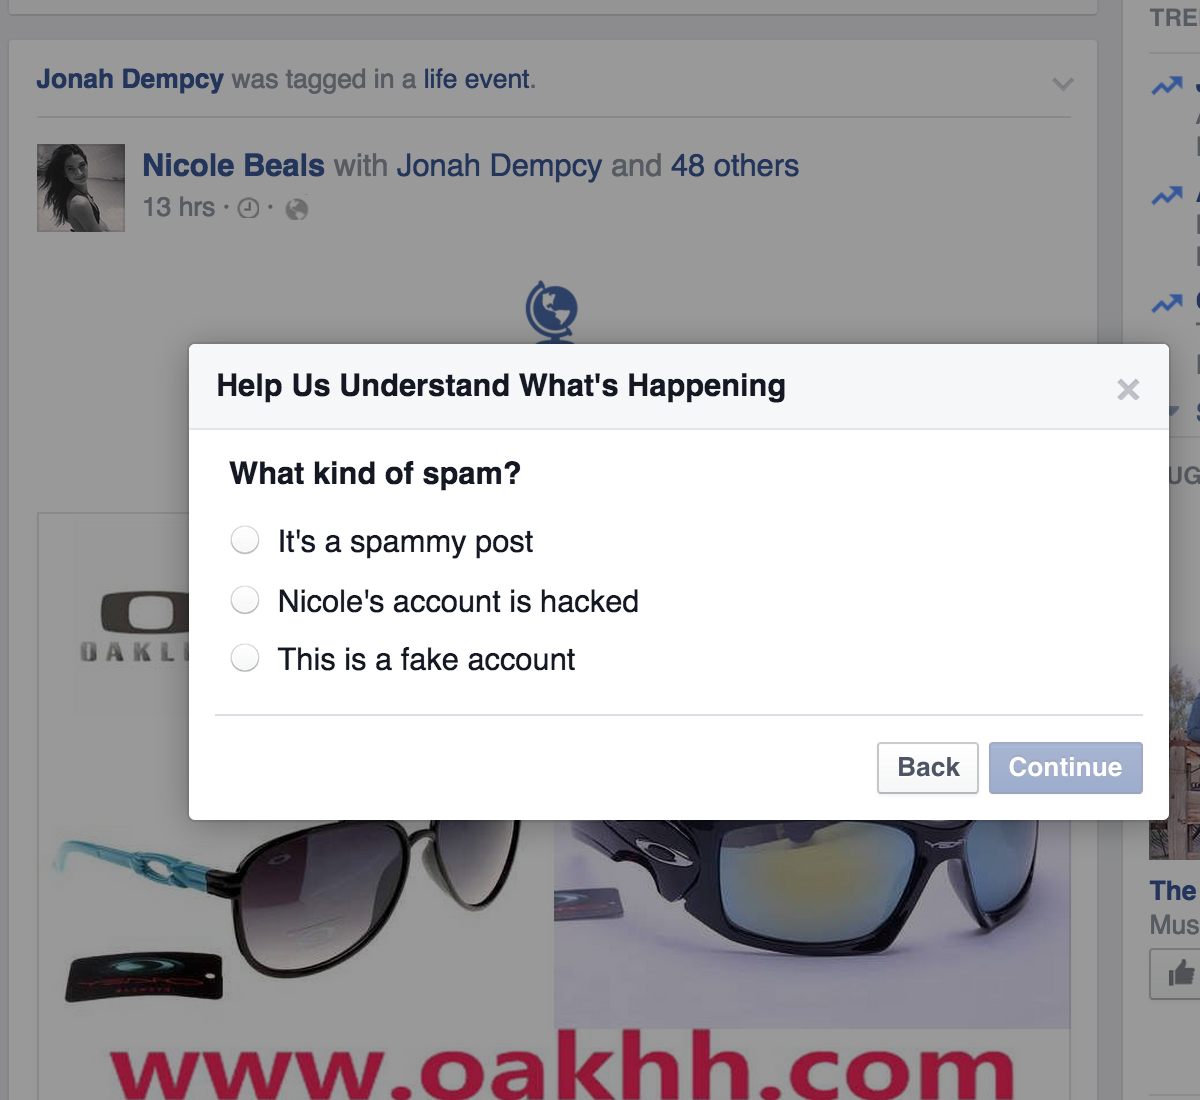 TRE
Jonah Dempcy was tagged in a life event.
Nicole Beals with Jonah Dempcy and 48 others
13 hrs · ·
Help Us Understand What's Happening
×
What kind of spam?
It's a spammy post
Nicole's account is hacked
This is a fake account
Back
Continue
UG
OAKL
The
Mus
www.oakhh.com